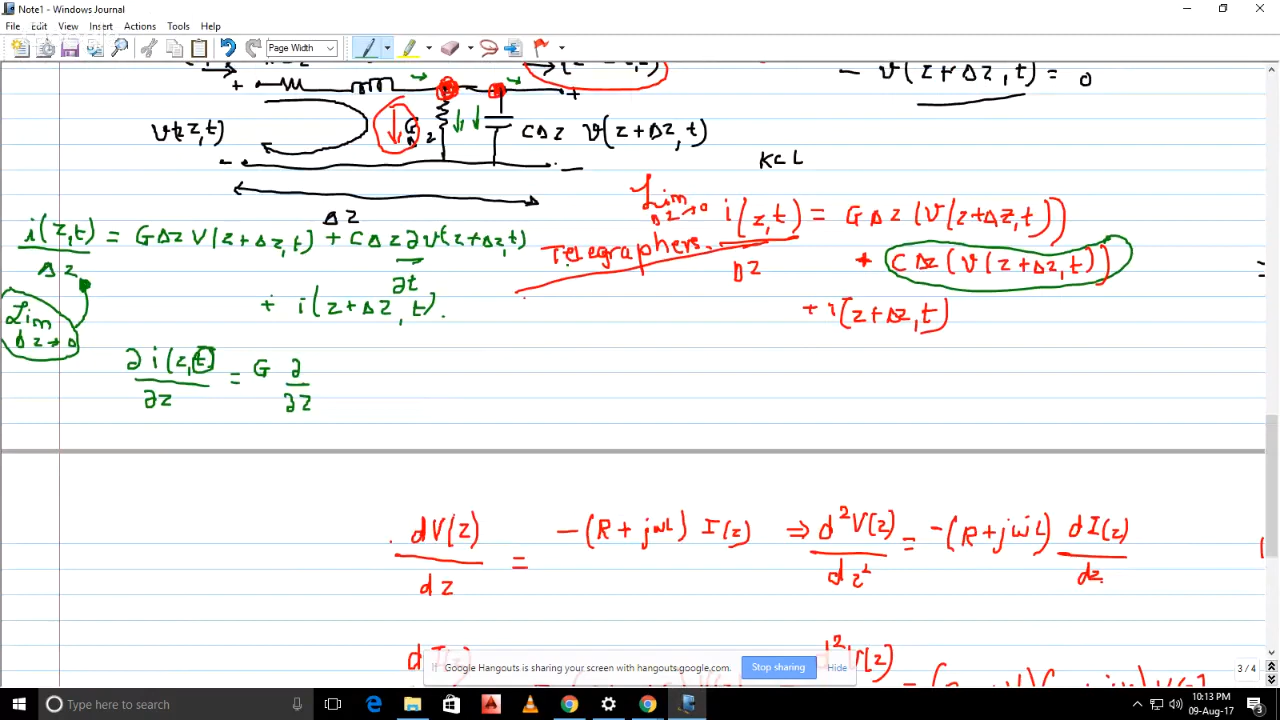 Note1 - Windows Journal
File Edit View Insert Actions Tools Help
Page Width
- v(z+Δz,t) = 0
+ +
v(z,t) G Δz CΔz v(z+Δz,t)
- -
KCL
Δz
Lim Δz→0 i(z,t) = GΔz(v(z+Δz,t))
Δz
Telegraphers.
+ CΔz(v(z+Δz,t))
+ i(z+Δz,t)
i(z,t) = GΔz v(z+Δz,t) + CΔz ∂v(z+Δz,t)
Δz ∂t
+ i(z+Δz,t).
Lim
Δz→0
∂i(z,t) = G ∂
∂z ∂z
dV(z) = -(R+jωL) I(z) ⇒ d²V(z) = -(R+jωL) dI(z)
dz dz² dz
d I(z) d²V(z)
Google Hangouts is sharing your screen with hangouts.google.com. Stop sharing Hide
3 / 4
Type here to search
10:13 PM
09-Aug-17